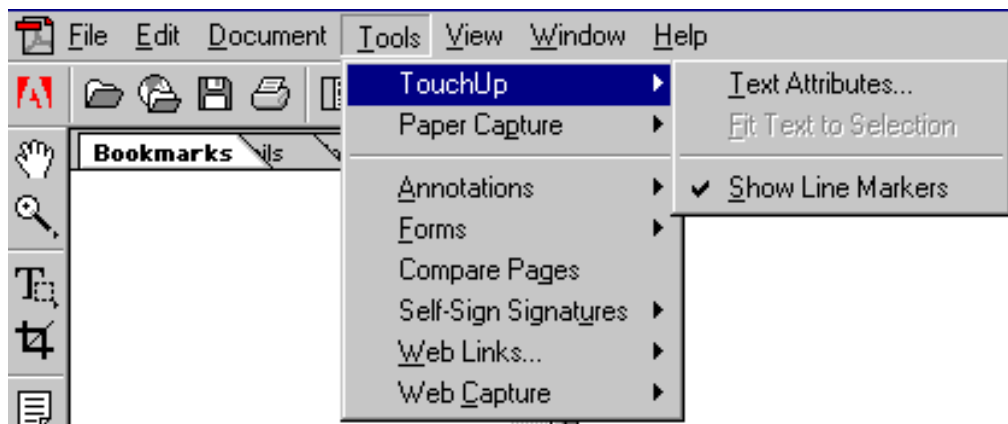 File Edit Document Tools View Window Help
TouchUp
Text Attributes...
Paper Capture
Fit Text to Selection
Bookmarks ils
Annotations
Show Line Markers
Forms
Compare Pages
Self-Sign Signatures
Web Links...
Web Capture